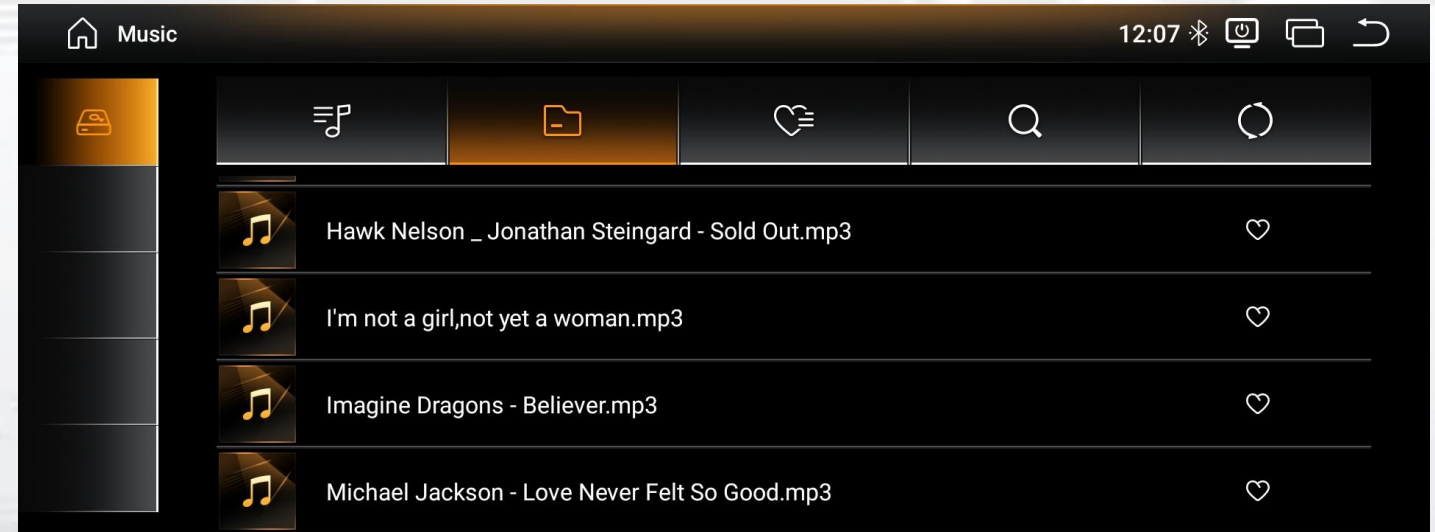 Music
12:07
Hawk Nelson _ Jonathan Steingard - Sold Out.mp3
I'm not a girl,not yet a woman.mp3
Imagine Dragons - Believer.mp3
Michael Jackson - Love Never Felt So Good.mp3